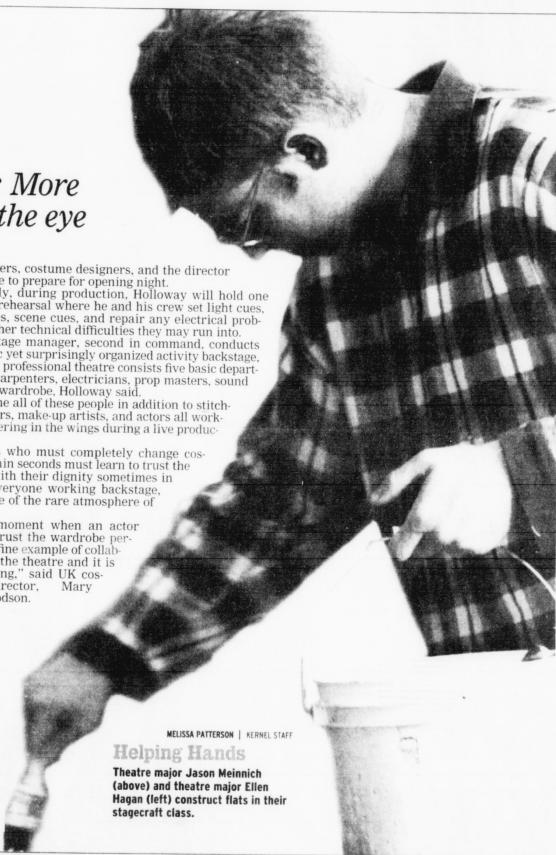 More
the eye
ers, costume designers, and the director
e to prepare for opening night.
ly, during production, Holloway will hold one
rehearsal where he and his crew set light cues,
s, scene cues, and repair any electrical prob-
her technical difficulties they may run into.
tage manager, second in command, conducts
c yet surprisingly organized activity backstage,
professional theatre consists five basic depart-
arpenters, electricians, prop masters, sound
wardrobe, Holloway said.
ne all of these people in addition to stitch-
rs, make-up artists, and actors all work-
ering in the wings during a live produc-
who must completely change cos-
in seconds must learn to trust the
ith their dignity sometimes in
veryone working backstage,
e of the rare atmosphere of
moment when an actor
rust the wardrobe per-
fine example of collab-
the theatre and it is
ng," said UK cos-
rector, Mary
dson.
MELISSA PATTERSON | KERNEL STAFF
Helping Hands
Theatre major Jason Meinnich
(above) and theatre major Ellen
Hagan (left) construct flats in their
stagecraft class.